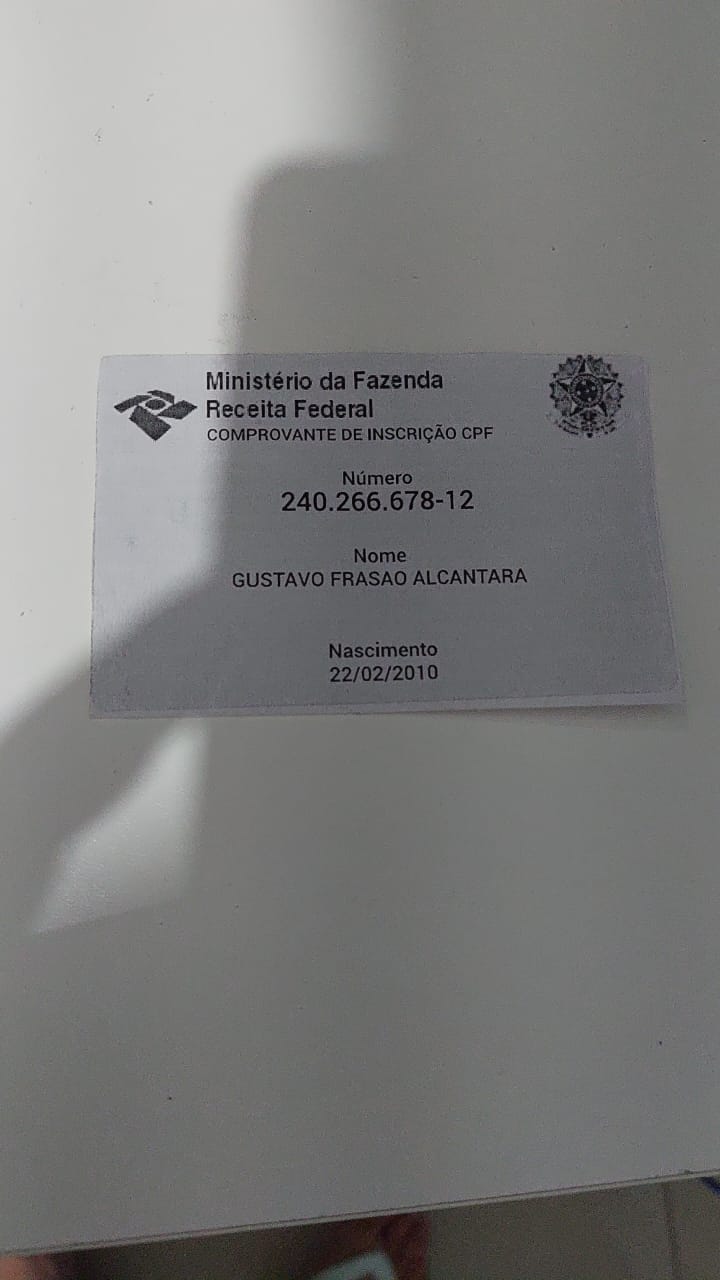 Ministério da Fazenda
Receita Federal
COMPROVANTE DE INSCRIÇÃO CPF
Número
240.266.678-12
Nome
GUSTAVO FRASAO ALCANTARA
Nascimento
22/02/2010